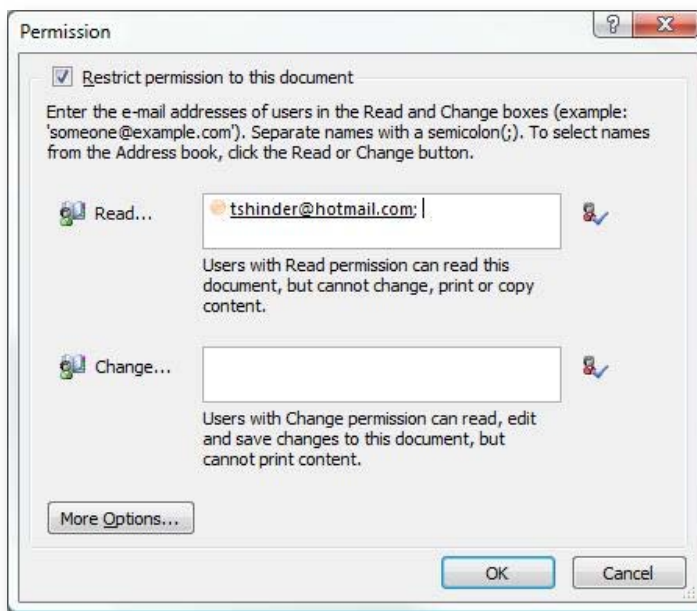 Permission
Restrict permission to this document
Enter the e-mail addresses of users in the Read and Change boxes (example:
'someone@example.com'). Separate names with a semicolon(;). To select names
from the Address book, click the Read or Change button.
Read...
tshinder@hotmail.com;
Users with Read permission can read this
document, but cannot change, print or copy
content.
Change...
Users with Change permission can read, edit
and save changes to this document, but
cannot print content.
More Options...
OK Cancel